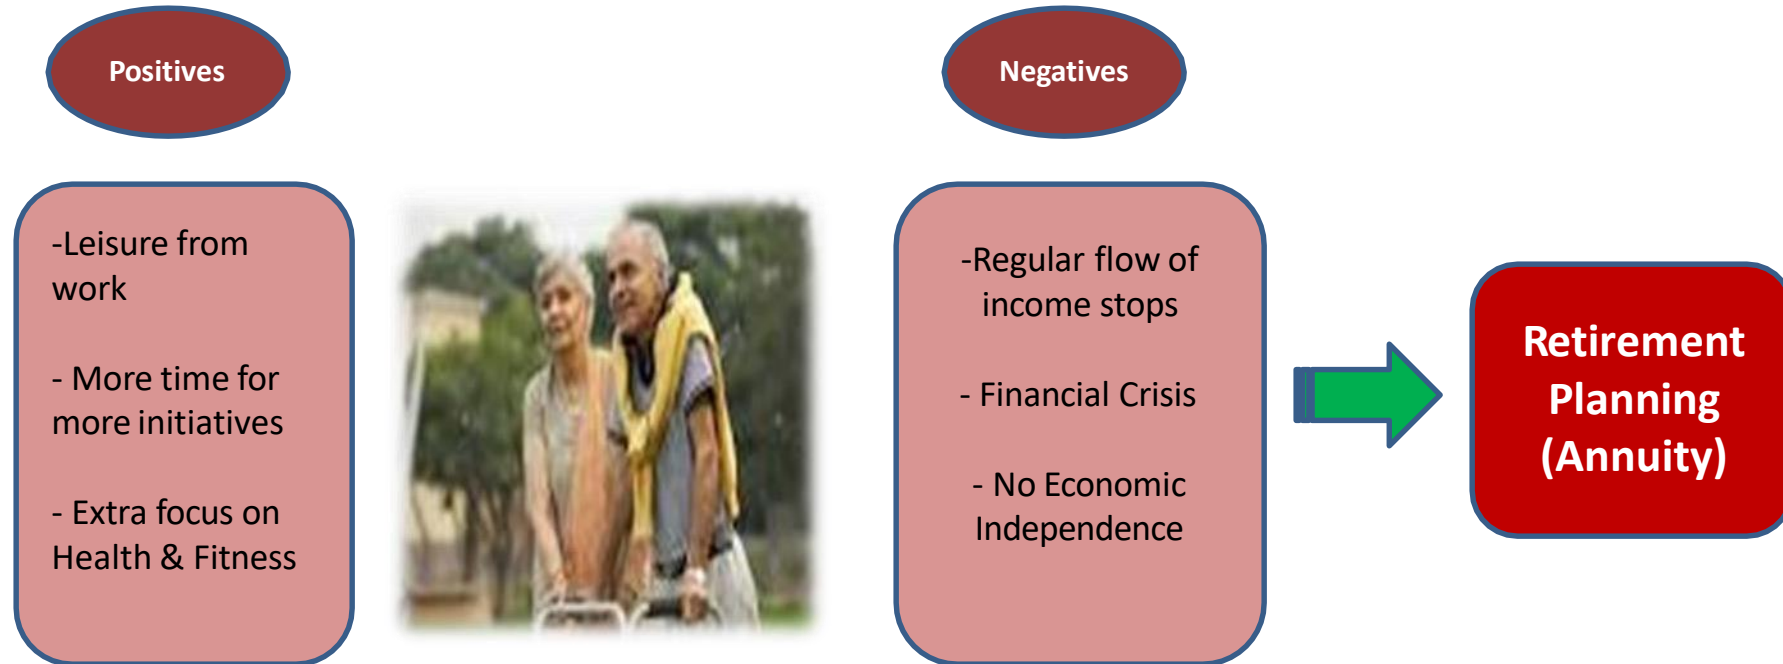 Positives
-Leisure from
work
- More time for
more initiatives
- Extra focus on
Health & Fitness
Negatives
-Regular flow of
income stops
- Financial Crisis
- No Economic
Independence
Retirement
Planning
(Annuity)